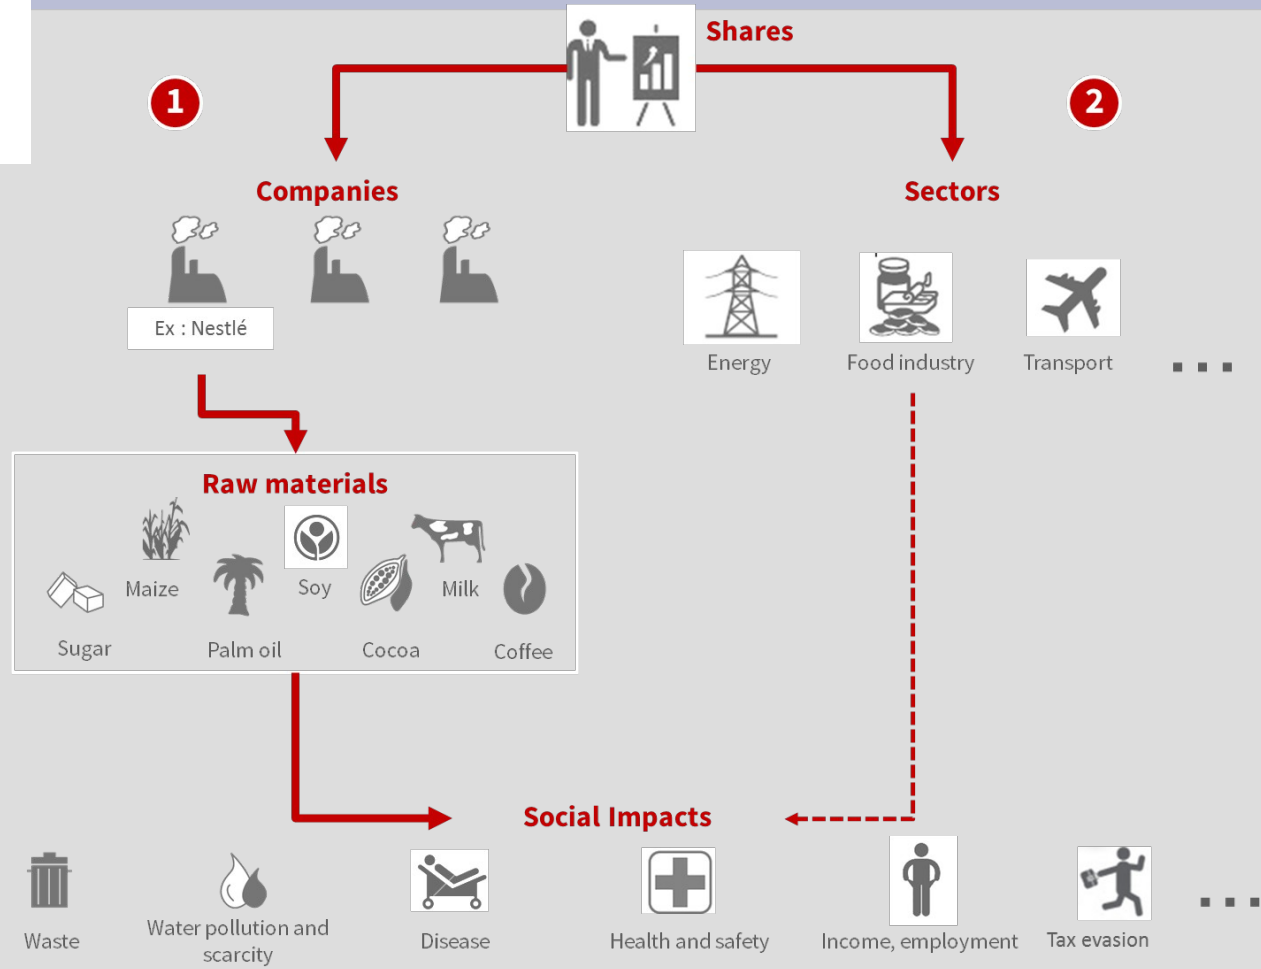 Shares
1
2
Companies
Sectors
Ex : Nestlé
Energy
Food industry
Transport
...
Raw materials
Maize
Soy
Milk
Sugar
Palm oil
Cocoa
Coffee
Social Impacts
Waste
Water pollution and
scarcity
Disease
Health and safety
Income, employment
Tax evasion
...